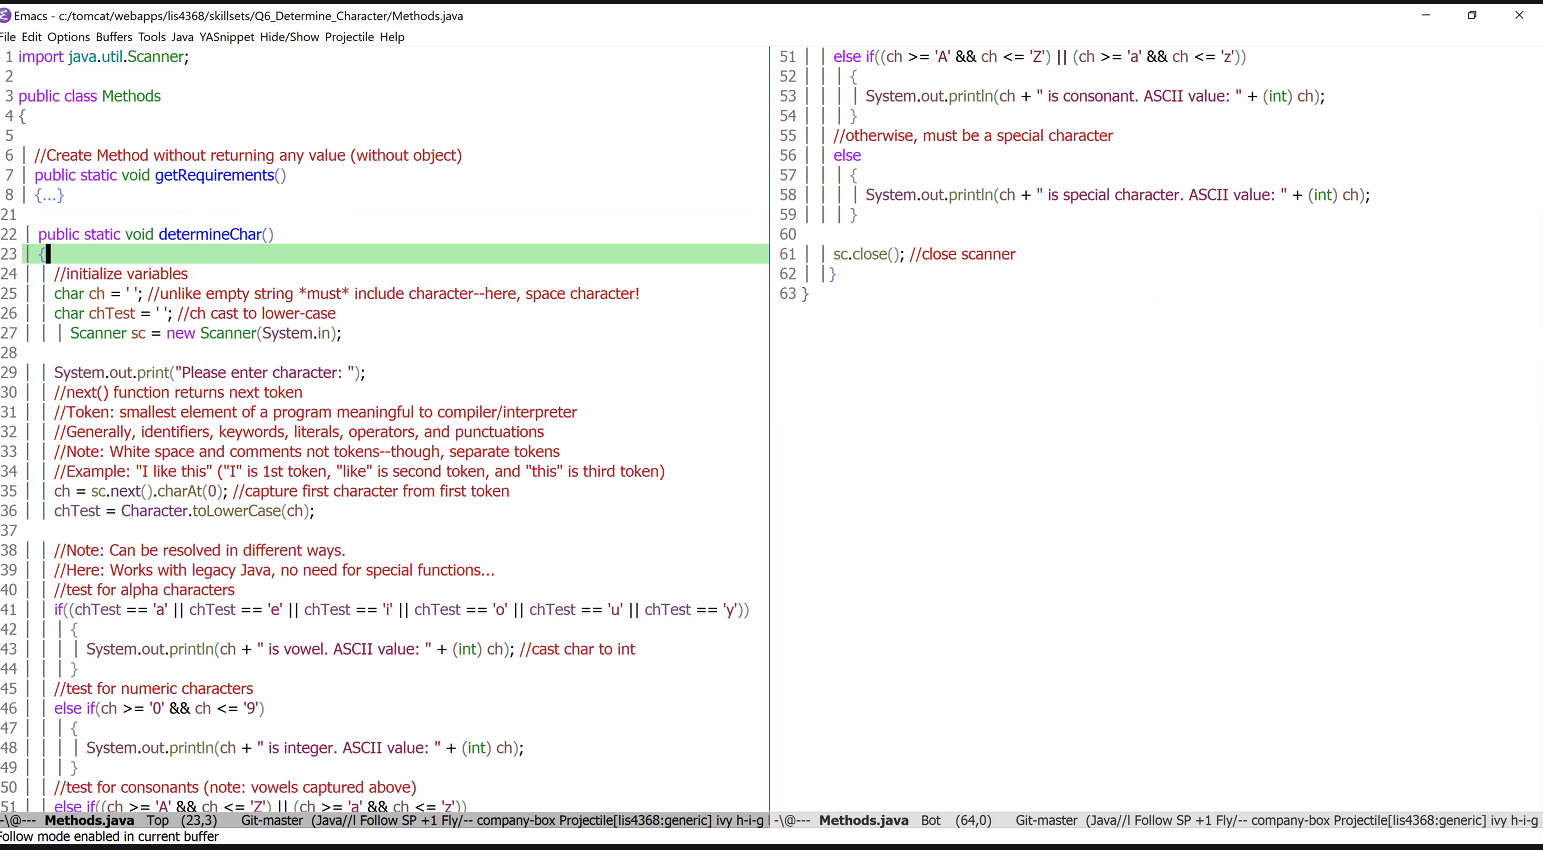 Emacs - c:/tomcat/webapps/lis4368/skillsets/Q6_Determine_Character/Methods.java
File Edit Options Buffers Tools Java YASnippet Hide/Show Projectile Help
1 import java.util.Scanner;
2
3 public class Methods
4 {
5
6 //Create Method without returning any value (without object)
7 public static void getRequirements()
8 {...}
21
22 public static void determineChar()
23 {
24 //initialize variables
25 char ch = ' '; //unlike empty string *must* include character--here, space character!
26 char chTest = ' '; //ch cast to lower-case
27 Scanner sc = new Scanner(System.in);
28
29 System.out.print("Please enter character: ");
30 //next() function returns next token
31 //Token: smallest element of a program meaningful to compiler/interpreter
32 //Generally, identifiers, keywords, literals, operators, and punctuations
33 //Note: White space and comments not tokens--though, separate tokens
34 //Example: "I like this" ("I" is 1st token, "like" is second token, and "this" is third token)
35 ch = sc.next().charAt(0); //capture first character from first token
36 chTest = Character.toLowerCase(ch);
37
38 //Note: Can be resolved in different ways.
39 //Here: Works with legacy Java, no need for special functions...
40 //test for alpha characters
41 if((chTest == 'a' || chTest == 'e' || chTest == 'i' || chTest == 'o' || chTest == 'u' || chTest == 'y'))
42 {
43 System.out.println(ch + " is vowel. ASCII value: " + (int) ch); //cast char to int
44 }
45 //test for numeric characters
46 else if(ch >= '0' && ch <= '9')
47 {
48 System.out.println(ch + " is integer. ASCII value: " + (int) ch);
49 }
50 //test for consonants (note: vowels captured above)
51 else if((ch >= 'A' && ch <= 'Z') || (ch >= 'a' && ch <= 'z'))
-\@--- Methods.java Top (23,3) Git-master (Java//l Follow SP +1 Fly/-- company-box Projectile[lis4368:generic] ivy h-i-g
51 else if((ch >= 'A' && ch <= 'Z') || (ch >= 'a' && ch <= 'z'))
52 {
53 System.out.println(ch + " is consonant. ASCII value: " + (int) ch);
54 }
55 //otherwise, must be a special character
56 else
57 {
58 System.out.println(ch + " is special character. ASCII value: " + (int) ch);
59 }
60
61 sc.close(); //close scanner
62 }
63 }
-\@--- Methods.java Bot (64,0) Git-master (Java//l Follow SP +1 Fly/-- company-box Projectile[lis4368:generic] ivy h-i-g
Follow mode enabled in current buffer